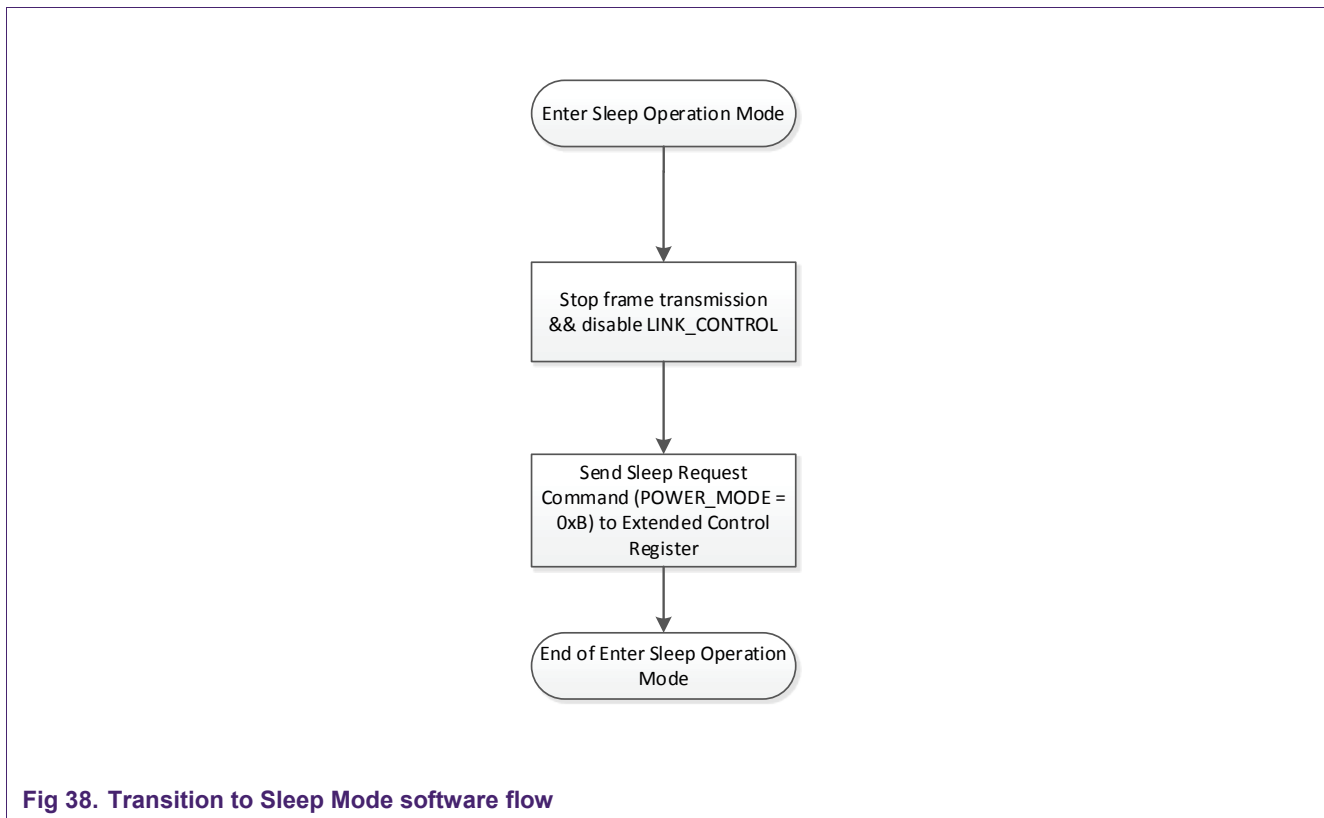 Enter Sleep Operation Mode
Stop frame transmission
&& disable LINK_CONTROL
Send Sleep Request
Command (POWER_MODE =
0xB) to Extended Control
Register
End of Enter Sleep Operation
Mode
Fig 38. Transition to Sleep Mode software flow